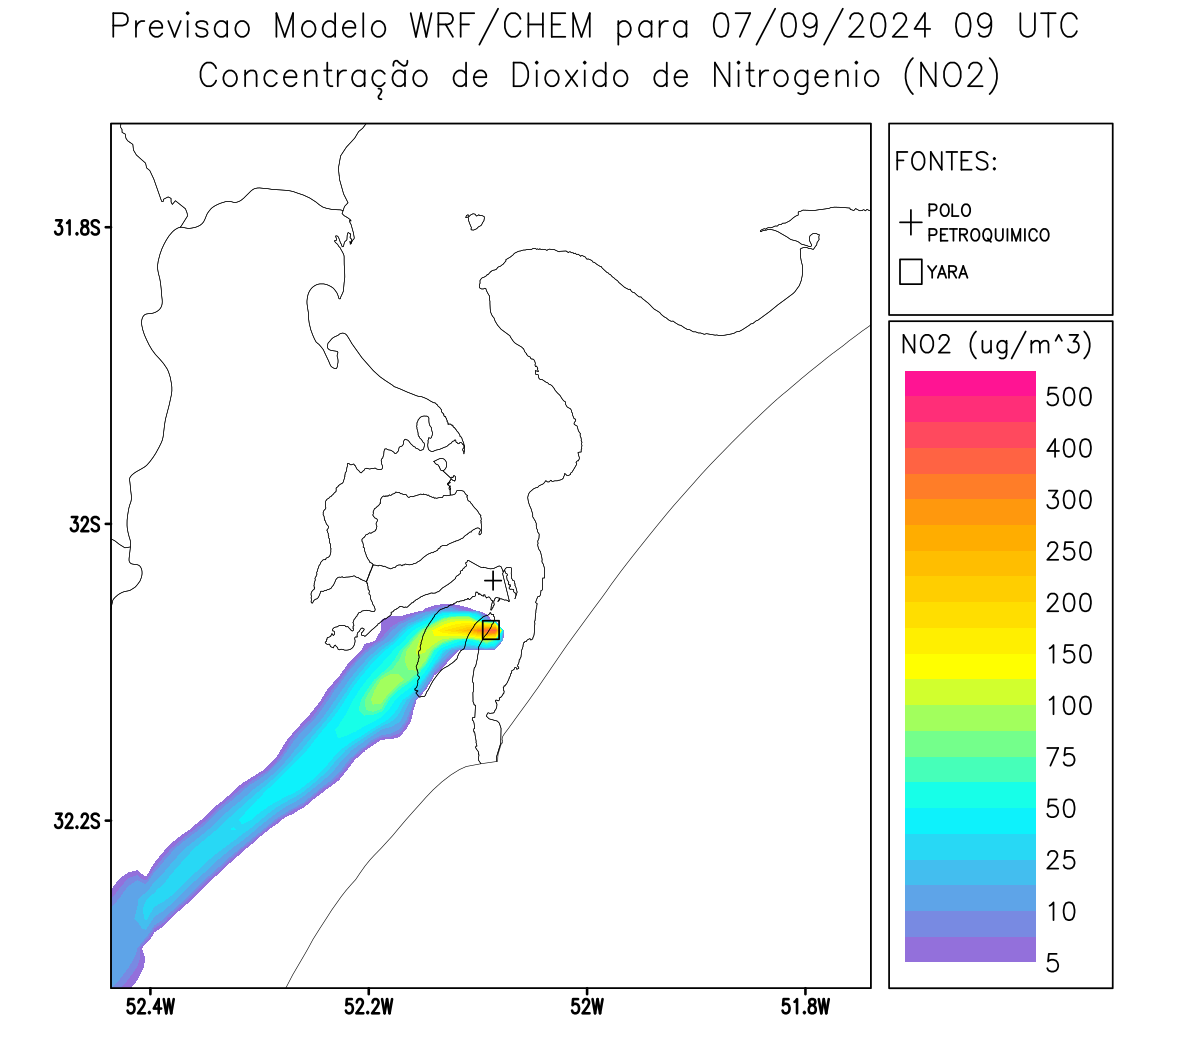 Previsao Modelo WRF/CHEM para 07/09/2024 09 UTC
Concentração de Dioxido de Nitrogenio (NO2)
FONTES:
POLO
PETROQUIMICO
YARA
NO2 (ug/m^3)
500
400
300
250
200
150
100
75
50
25
10
5
31.8S
32S
32.2S
52.4W
52.2W
52W
51.8W